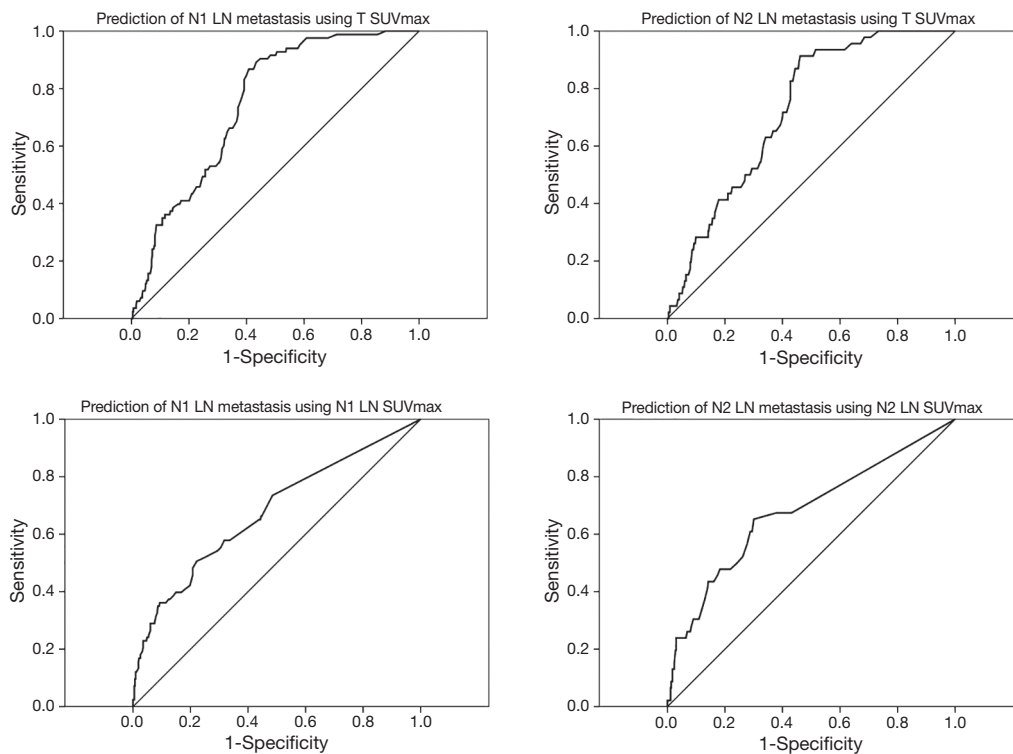 Prediction of N1 LN metastasis using T SUVmax
1.0
0.8
0.6
0.4
0.2
0.0
Sensitivity
0.0 0.2 0.4 0.6 0.8 1.0
1-Specificity
Prediction of N2 LN metastasis using T SUVmax
1.0
0.8
0.6
0.4
0.2
0.0
Sensitivity
0.0 0.2 0.4 0.6 0.8 1.0
1-Specificity
Prediction of N1 LN metastasis using N1 LN SUVmax
1.0
0.8
0.6
0.4
0.2
0.0
Sensitivity
0.0 0.2 0.4 0.6 0.8 1.0
1-Specificity
Prediction of N2 LN metastasis using N2 LN SUVmax
1.0
0.8
0.6
0.4
0.2
0.0
Sensitivity
0.0 0.2 0.4 0.6 0.8 1.0
1-Specificity